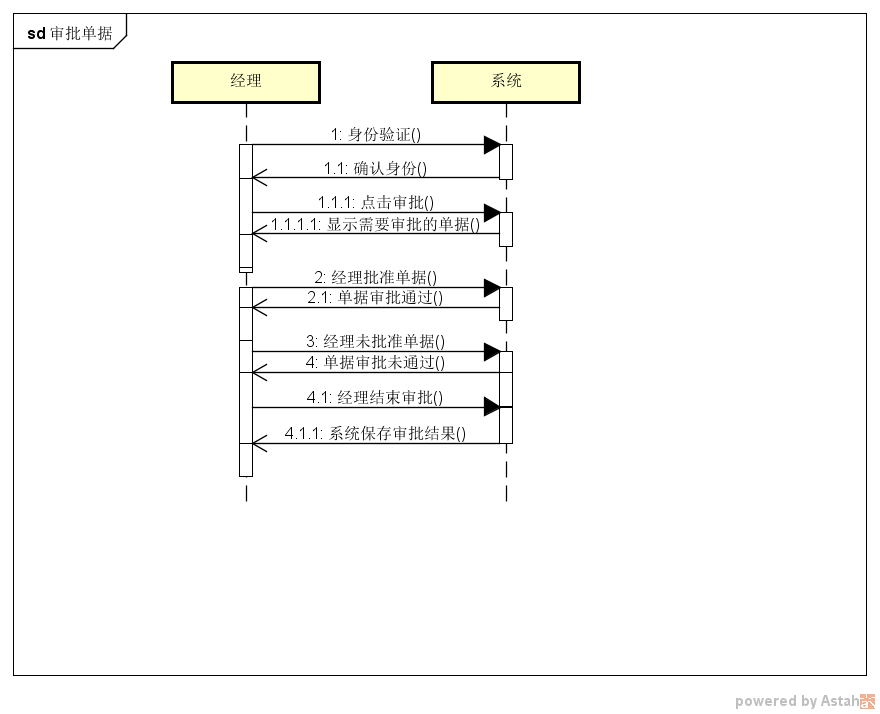 sd 审批单据
经理
系统
1: 身份验证()
1.1: 确认身份()
1.1.1: 点击审批()
1.1.1.1: 显示需要审批的单据()
2: 经理批准单据()
2.1: 单据审批通过()
3: 经理未批准单据()
4: 单据审批未通过()
4.1: 经理结束审批()
4.1.1: 系统保存审批结果()
powered by Astah